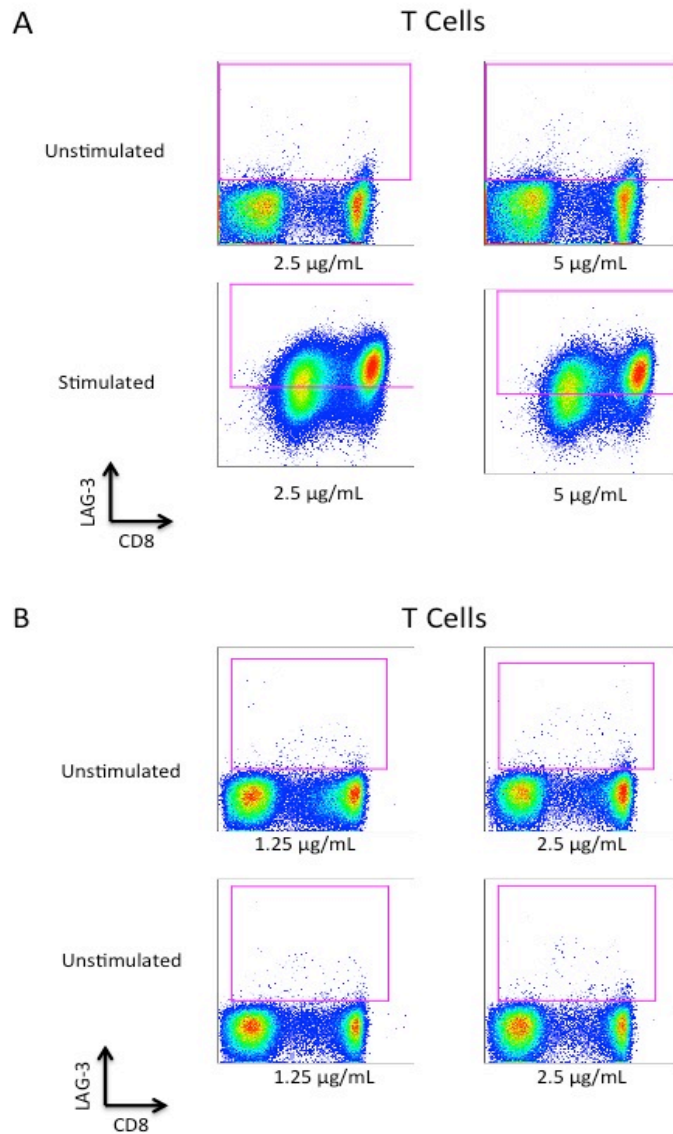 A
T Cells
Unstimulated
2.5 µg/mL
5 µg/mL
Stimulated
2.5 µg/mL
5 µg/mL
LAG-3
CD8
B
T Cells
Unstimulated
1.25 µg/mL
2.5 µg/mL
Unstimulated
1.25 µg/mL
2.5 µg/mL
LAG-3
CD8